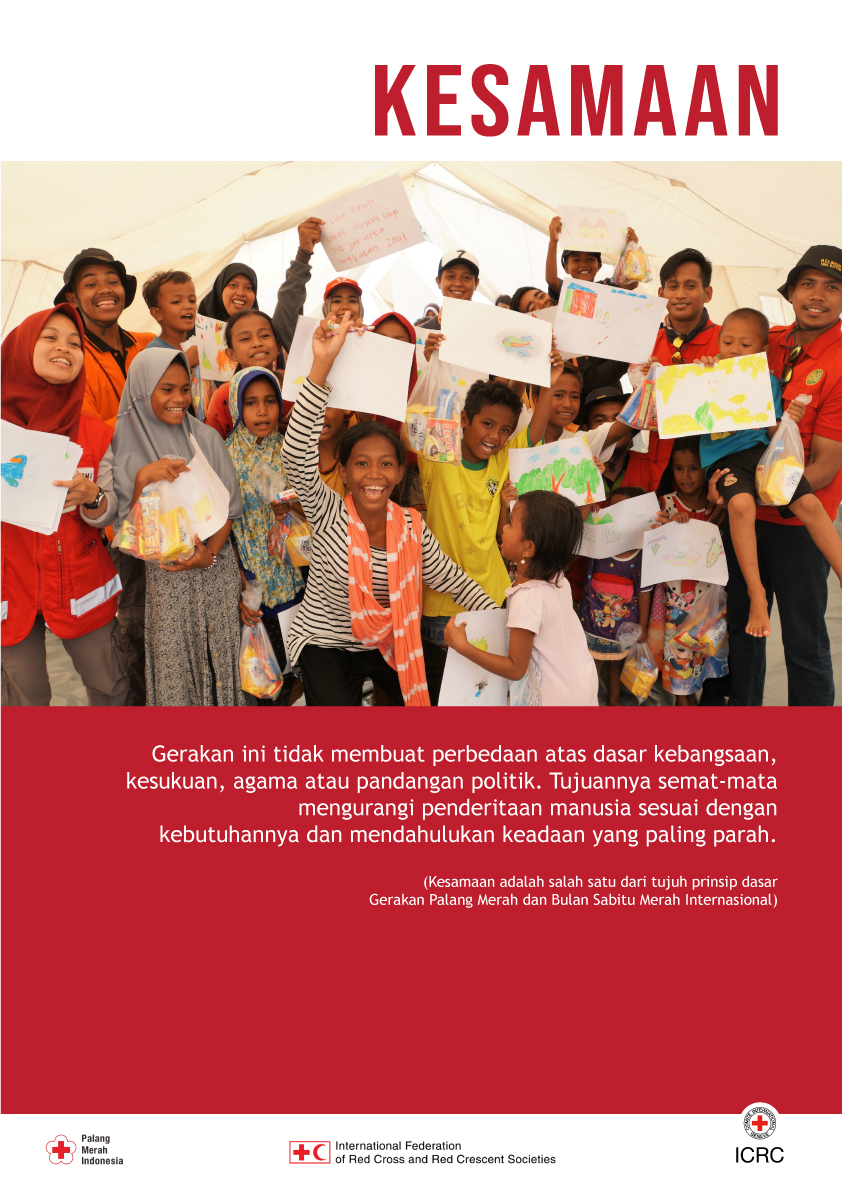 KESAMAAN
Gerakan ini tidak membuat perbedaan atas dasar kebangsaan,
kesukuan, agama atau pandangan politik. Tujuannya semat-mata
mengurangi penderitaan manusia sesuai dengan
kebutuhannya dan mendahulukan keadaan yang paling parah.
(Kesamaan adalah salah satu dari tujuh prinsip dasar
Gerakan Palang Merah dan Bulan Sabitu Merah Internasional)
Palang
Merah
Indonesia
International Federation
of Red Cross and Red Crescent Societies
COMITE INTERNATIONAL
GENEVE
ICRC